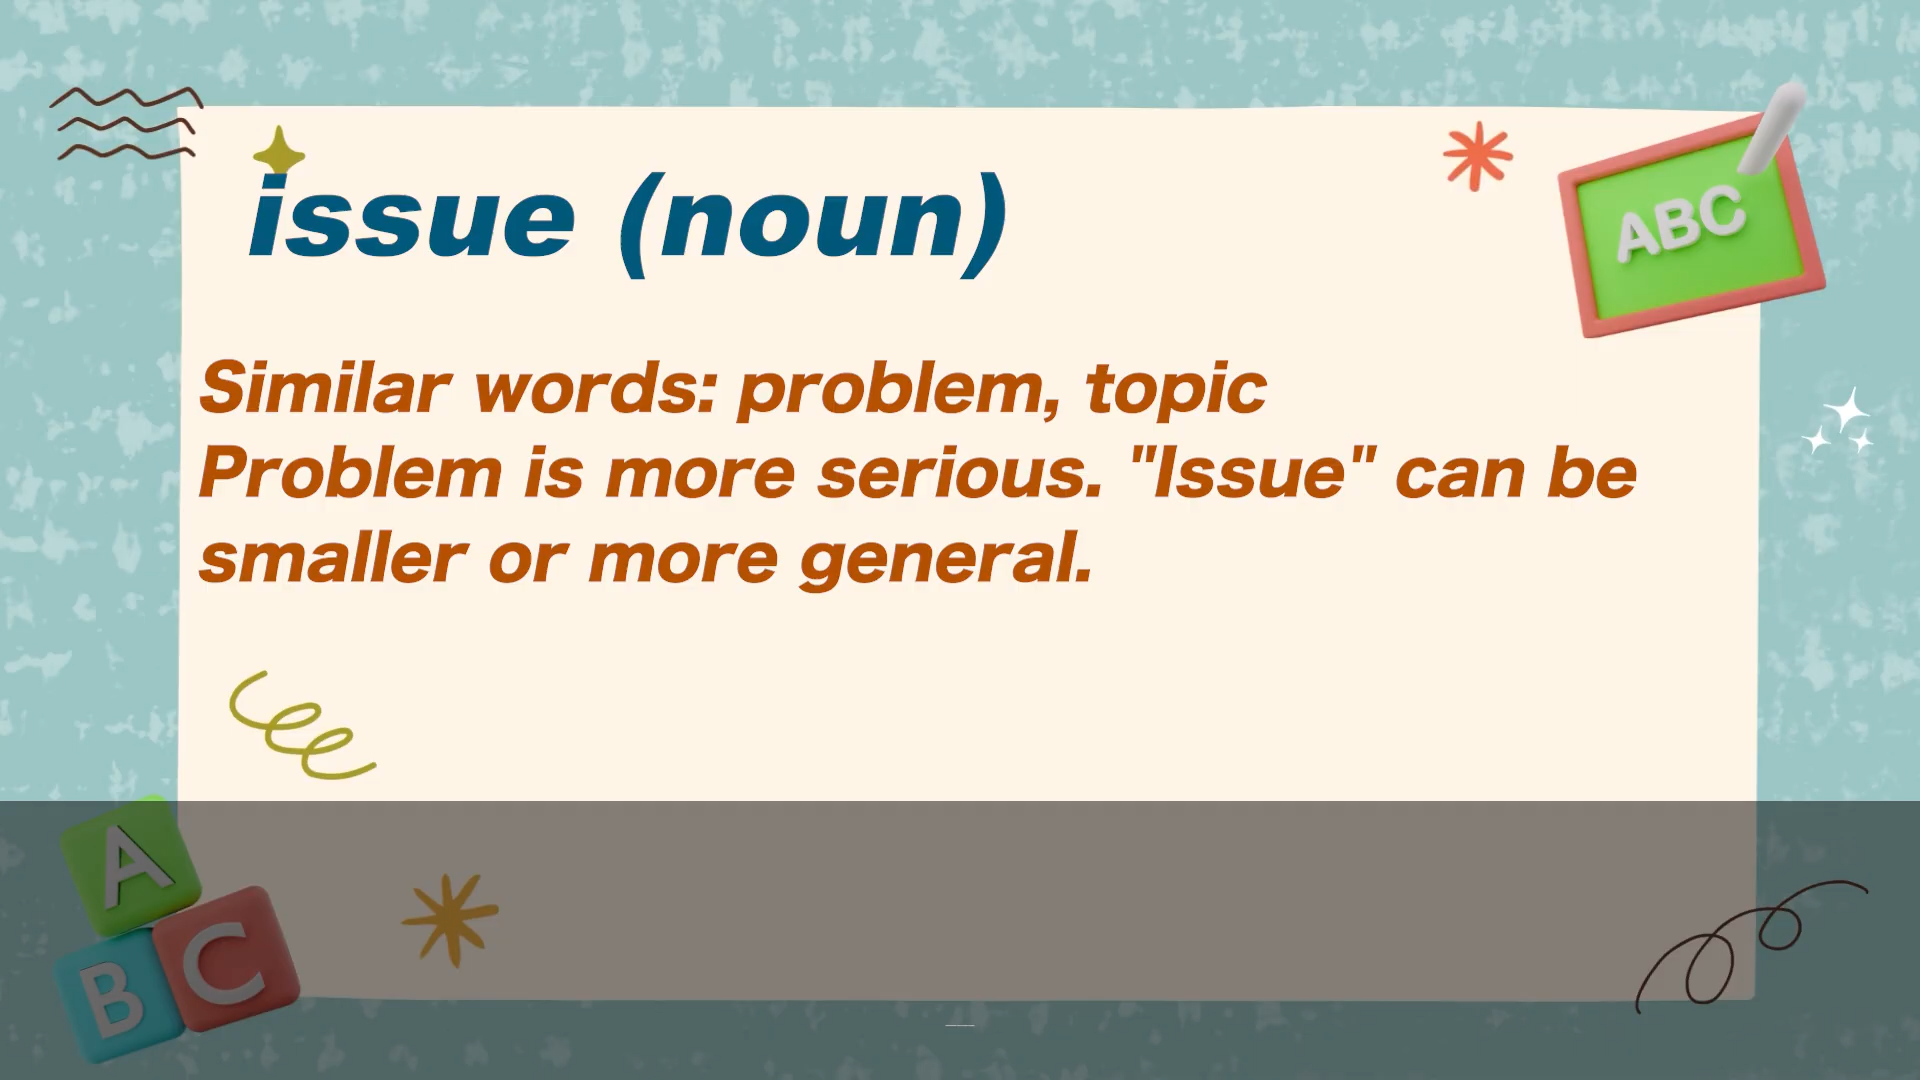 issue (noun)
ABC
Similar words: problem, topic
Problem is more serious. "Issue" can be
smaller or more general.
A
B C